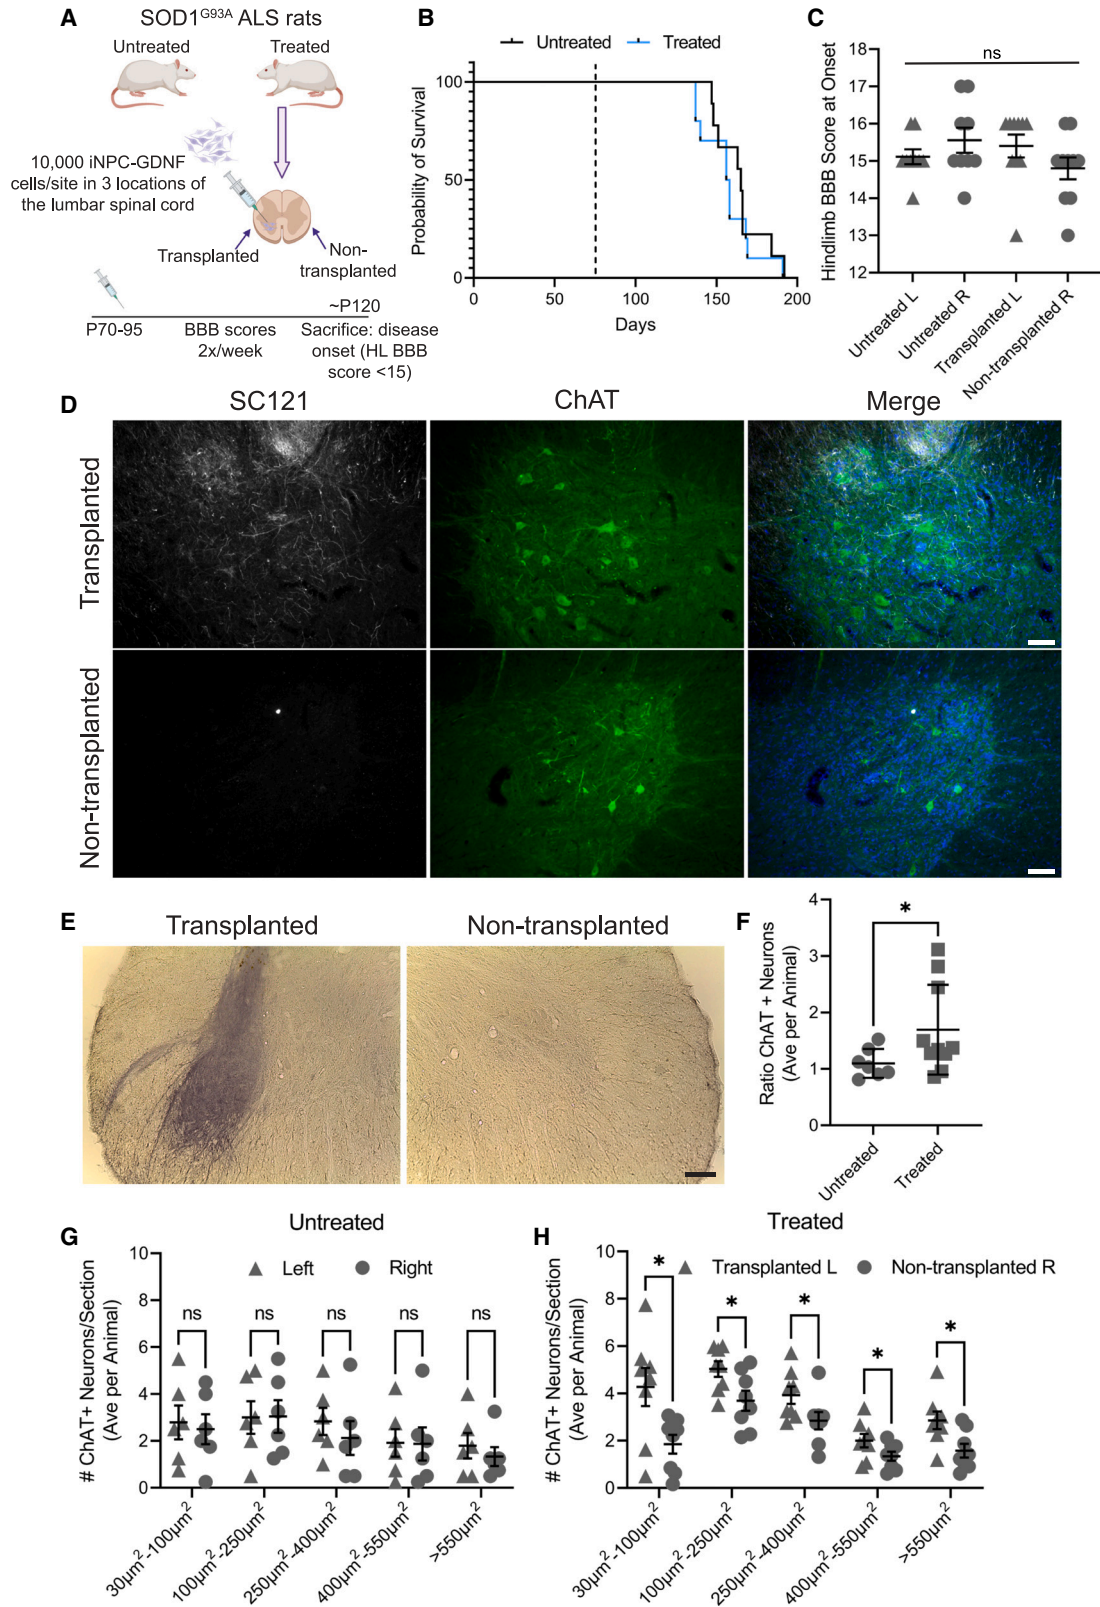 A
SOD1G93A ALS rats
Untreated
Treated
10,000 iNPC-GDNF
cells/site in 3 locations of
the lumbar spinal cord
Transplanted
Non-
transplanted
~P120
P70-95
BBB scores
2x/week
Sacrifice: disease
onset (HL BBB
score <15)
B
Untreated
Treated
Probability of Survival
100
50
0
0
50
100
150
200
Days
C
Hindlimb BBB Score at Onset
18
17
16
15
14
13
12
ns
Untreated L
Untreated R
Transplanted L
Non-transplanted R
D
SC121
ChAT
Merge
Transplanted
Non-transplanted
E
Transplanted
Non-transplanted
F
Ratio ChAT + Neurons
(Ave per Animal)
4
3
2
1
0
*
Untreated
Treated
G
Untreated
# ChAT+ Neurons/Section
(Ave per Animal)
10
8
6
4
2
0
Left
Right
ns
ns
ns
ns
ns
30µm²-100µm²
100µm²-250µm²
250µm²-400µm²
400µm²-550µm²
>550µm²
H
Treated
# ChAT+ Neurons/Section
(Ave per Animal)
10
8
6
4
2
0
Transplanted L
Non-transplanted R
*
*
*
*
*
30µm²-100µm²
100µm²-250µm²
250µm²-400µm²
400µm²-550µm²
>550µm²